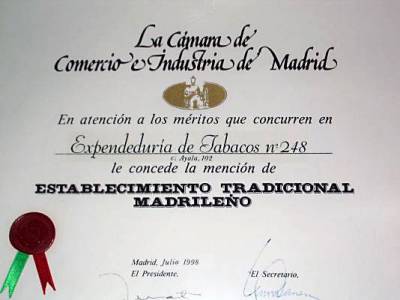 La Cámara de
Comercio e Industria de Madrid
En atención a los méritos que concurren en
Expendeduría de Tabacos nº 248
c: Ayala, 102
le concede la mención de
ESTABLECIMIENTO TRADICIONAL
MADRILEÑO
Madrid, Julio 1998
El Presidente, El Secretario,